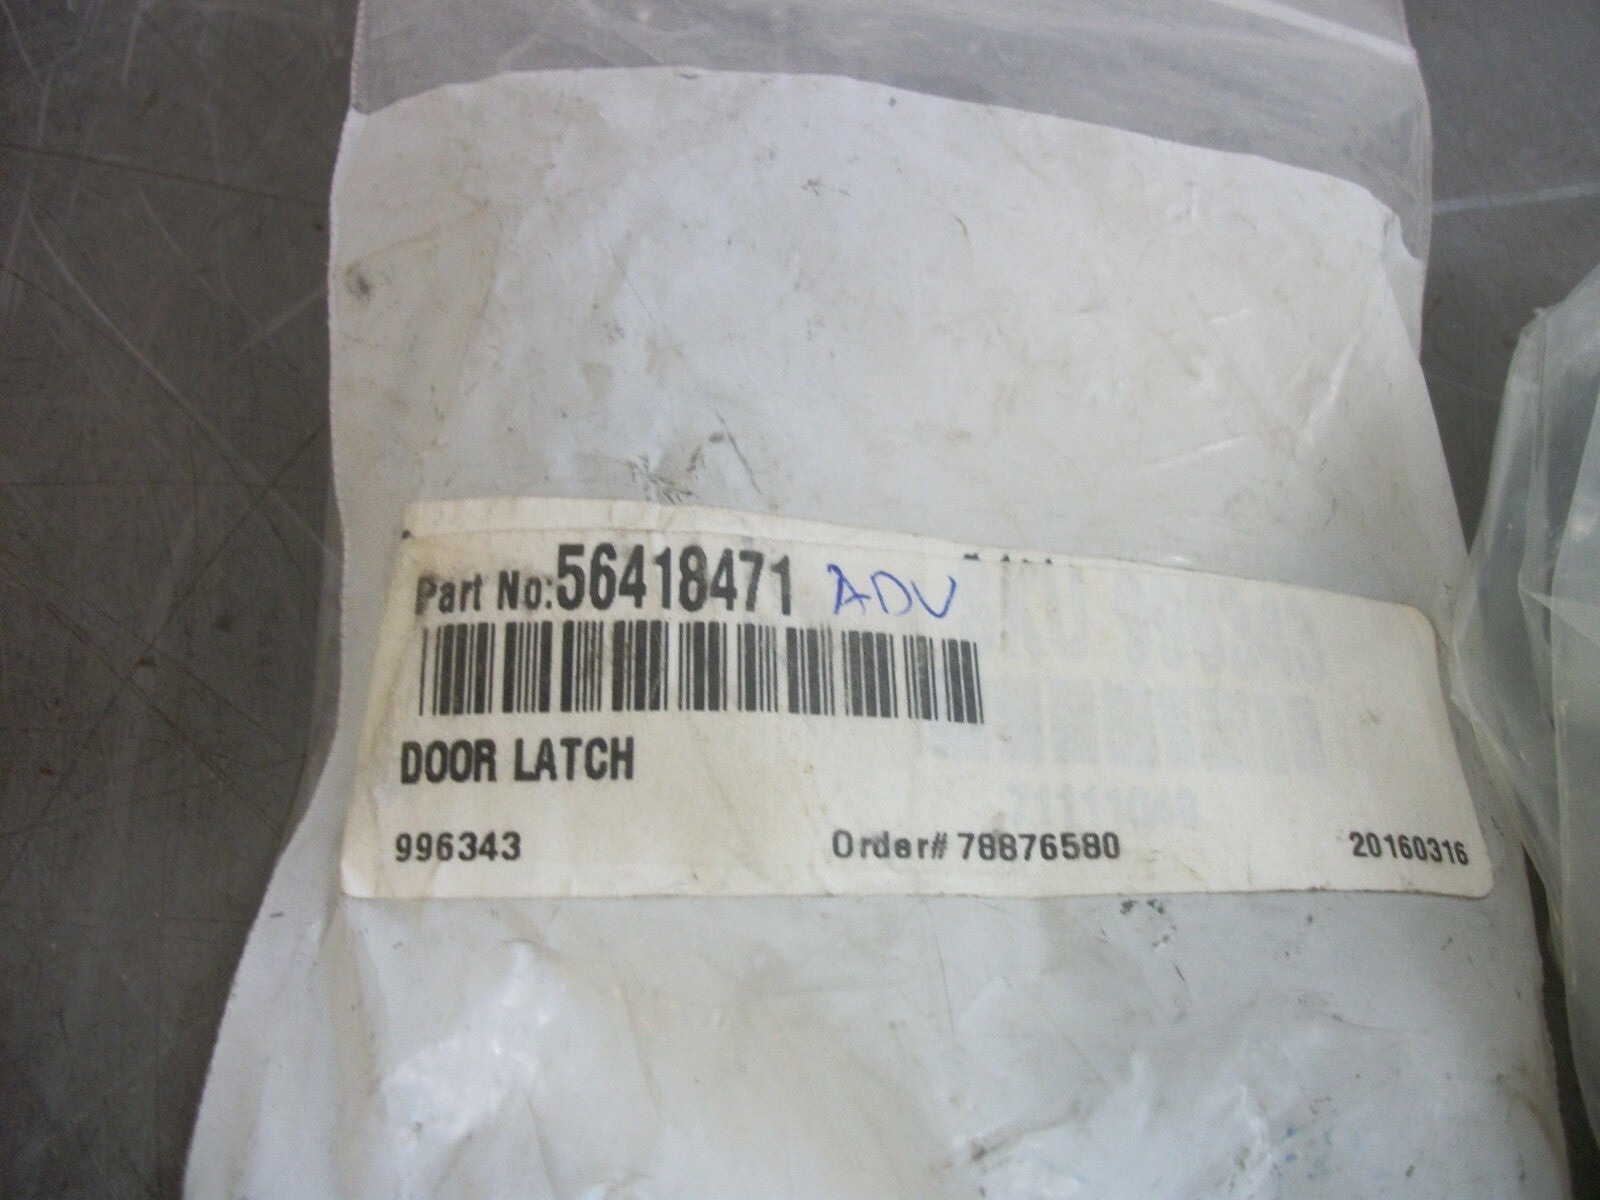 Part No:56418471 ADV
DOOR LATCH
996343 Order# 78876580 20160316